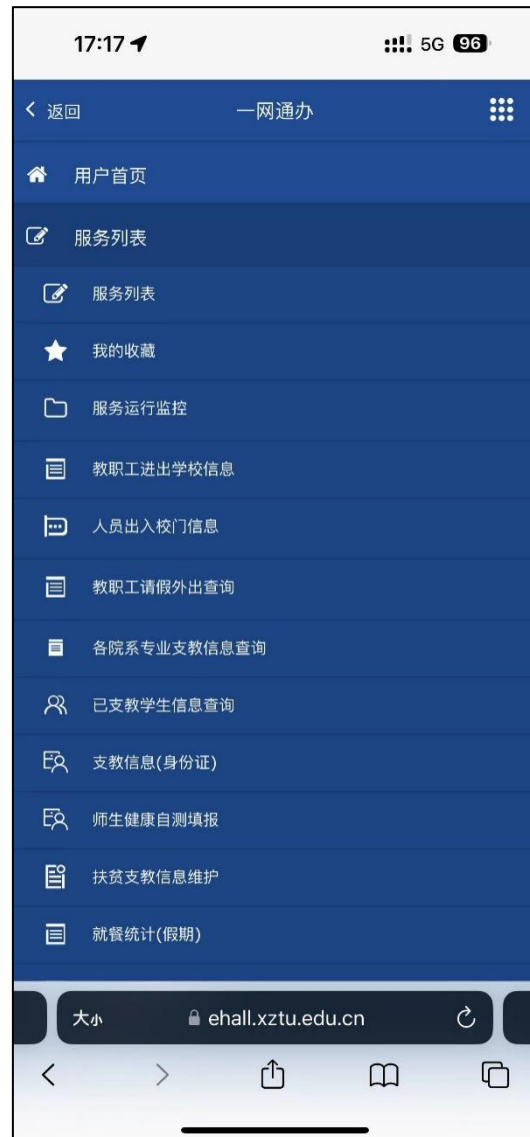 17:17
5G 96
返回 一网通办
用户首页
服务列表
服务列表
我的收藏
服务运行监控
教职工进出学校信息
人员出入校门信息
教职工请假外出查询
各院系专业支教信息查询
已支教学生信息查询
支教信息(身份证)
师生健康自测填报
扶贫支教信息维护
就餐统计(假期)
大小 ehall.xztu.edu.cn